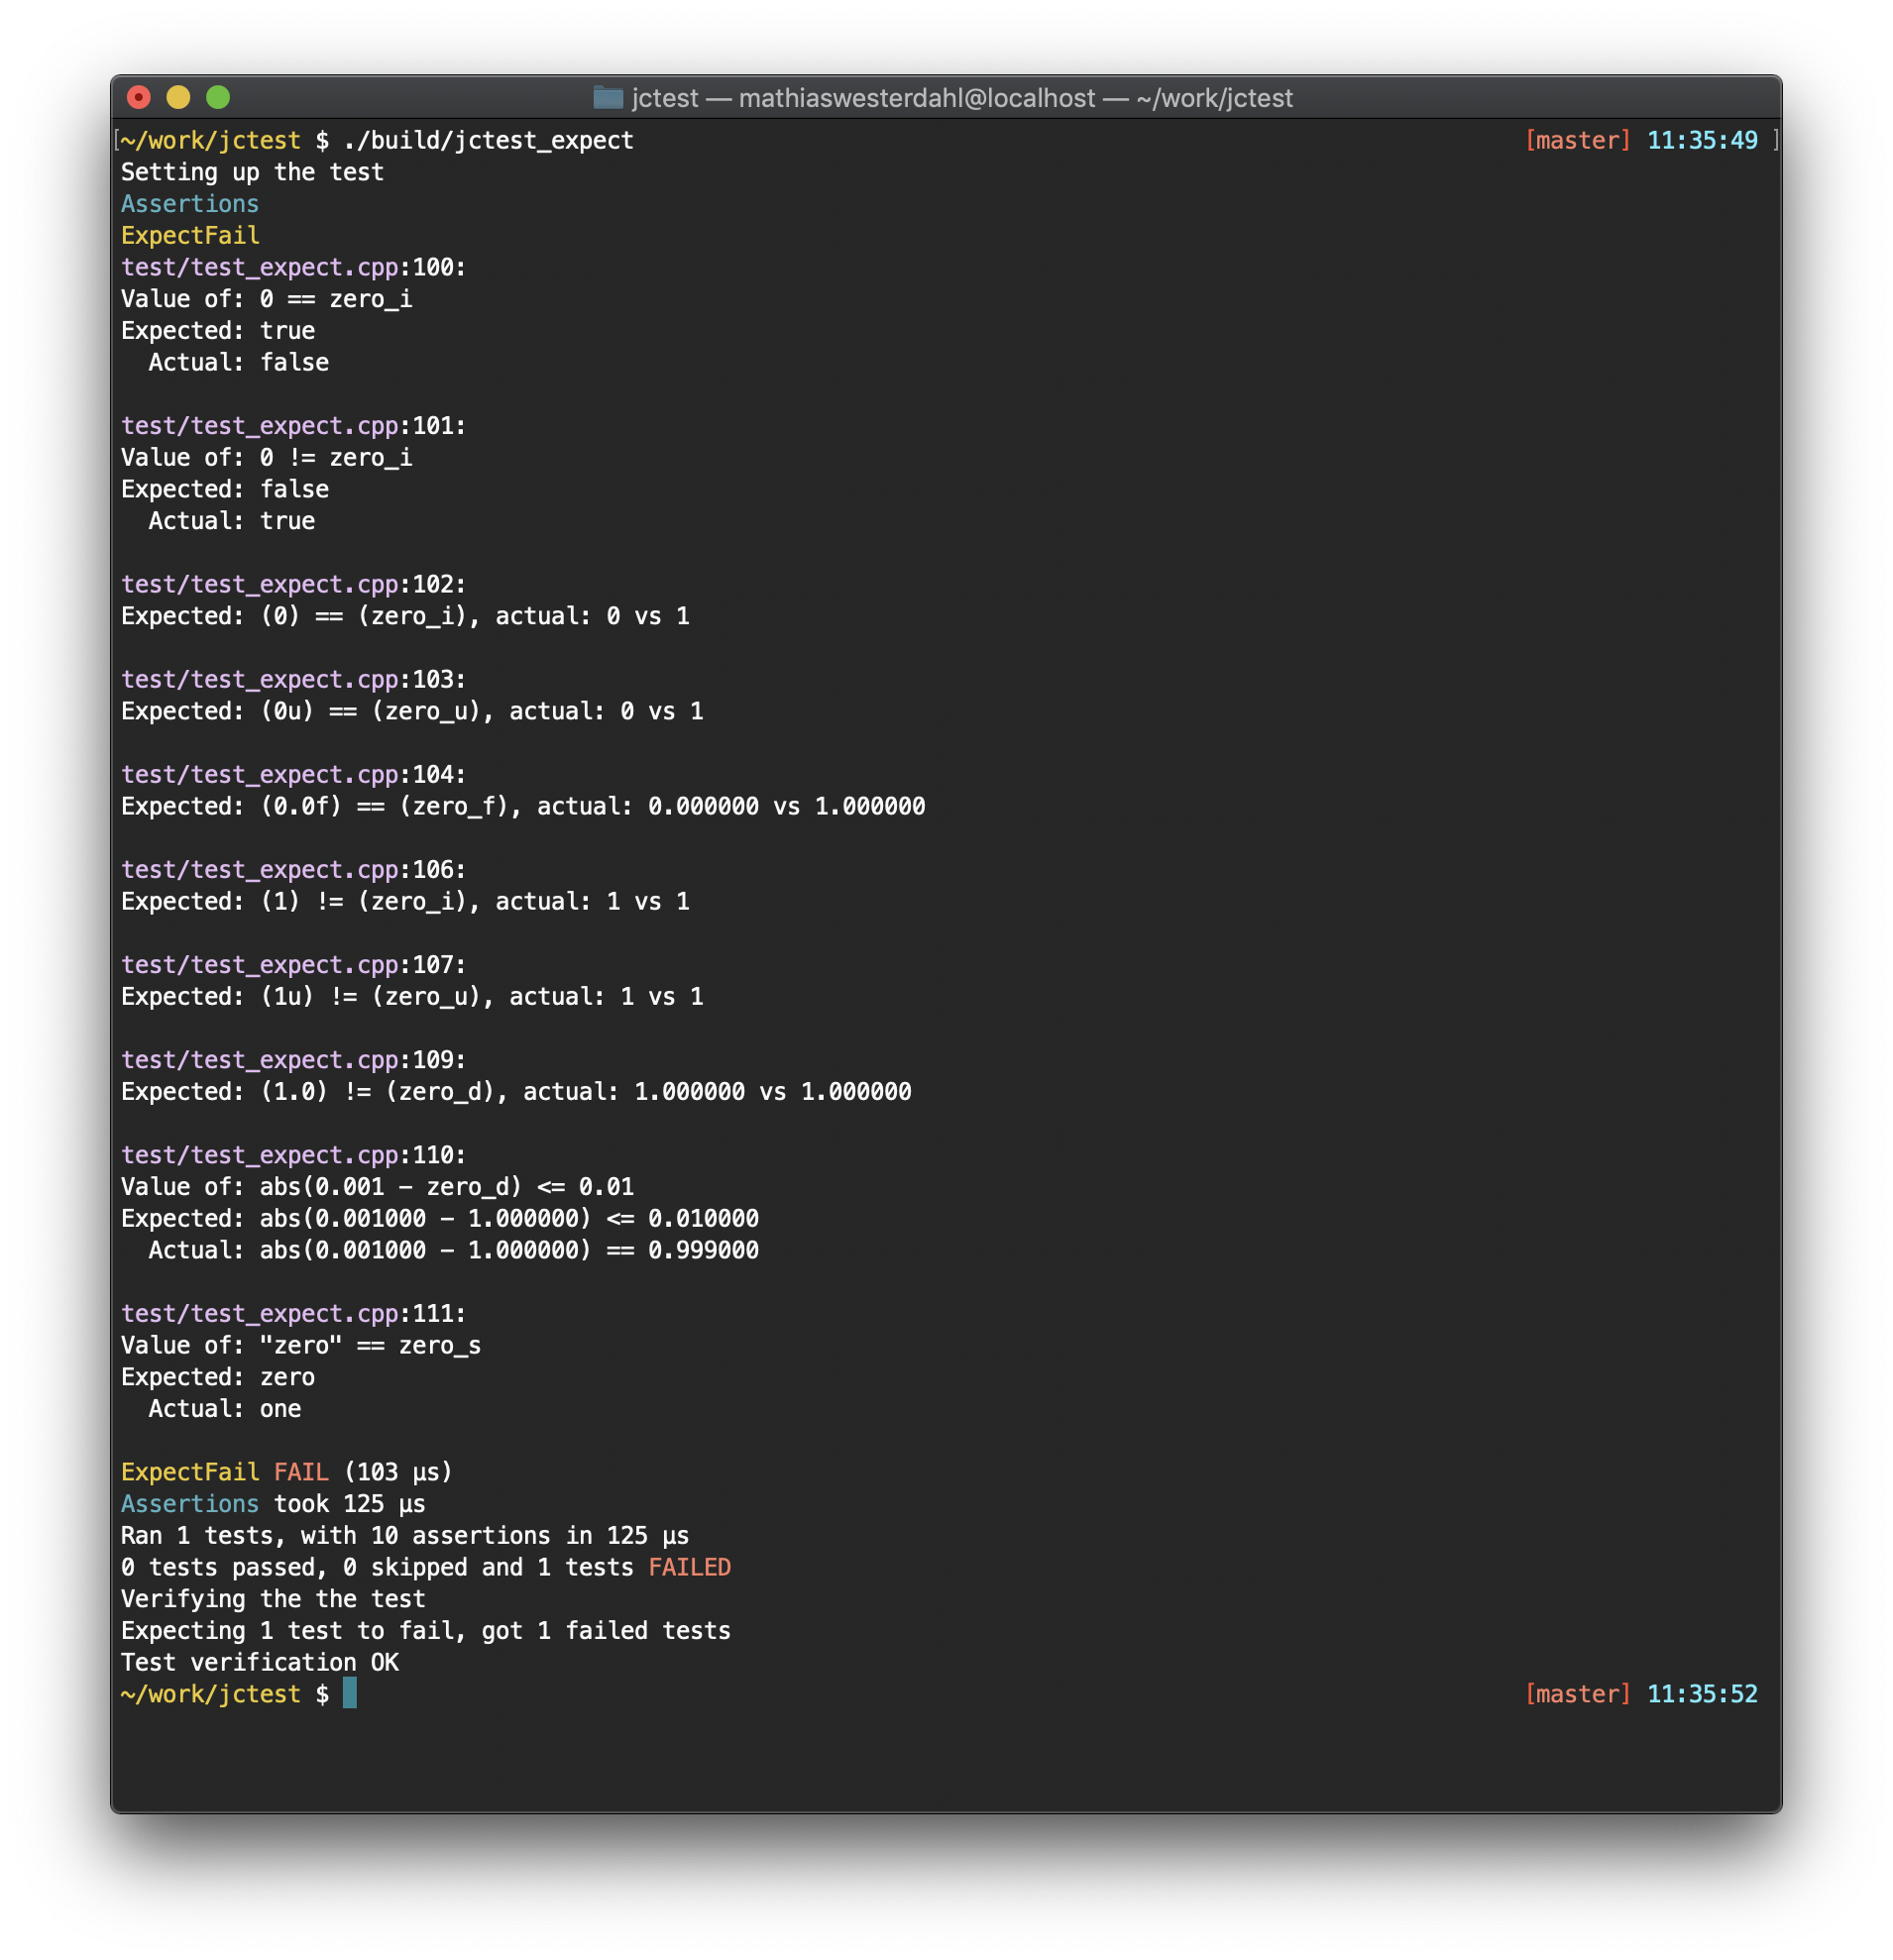 jctest — mathiaswesterdahl@localhost — ~/work/jctest
[~/work/jctest $ ./build/jctest_expect [master] 11:35:49 ]
Setting up the test
Assertions
ExpectFail
test/test_expect.cpp:100:
Value of: 0 == zero_i
Expected: true
  Actual: false

test/test_expect.cpp:101:
Value of: 0 != zero_i
Expected: false
  Actual: true

test/test_expect.cpp:102:
Expected: (0) == (zero_i), actual: 0 vs 1

test/test_expect.cpp:103:
Expected: (0u) == (zero_u), actual: 0 vs 1

test/test_expect.cpp:104:
Expected: (0.0f) == (zero_f), actual: 0.000000 vs 1.000000

test/test_expect.cpp:106:
Expected: (1) != (zero_i), actual: 1 vs 1

test/test_expect.cpp:107:
Expected: (1u) != (zero_u), actual: 1 vs 1

test/test_expect.cpp:109:
Expected: (1.0) != (zero_d), actual: 1.000000 vs 1.000000

test/test_expect.cpp:110:
Value of: abs(0.001 - zero_d) <= 0.01
Expected: abs(0.001000 - 1.000000) <= 0.010000
  Actual: abs(0.001000 - 1.000000) == 0.999000

test/test_expect.cpp:111:
Value of: "zero" == zero_s
Expected: zero
  Actual: one

ExpectFail FAIL (103 µs)
Assertions took 125 µs
Ran 1 tests, with 10 assertions in 125 µs
0 tests passed, 0 skipped and 1 tests FAILED
Verifying the the test
Expecting 1 test to fail, got 1 failed tests
Test verification OK
~/work/jctest $ [master] 11:35:52